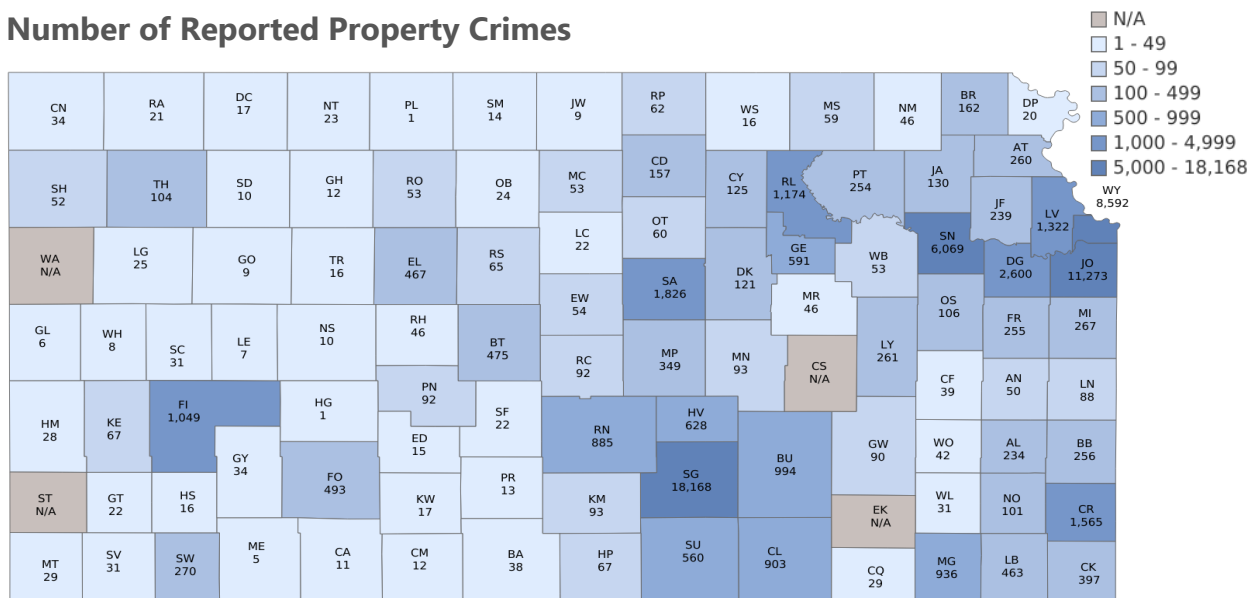 Number of Reported Property Crimes
N/A
1 - 49
50 - 99
100 - 499
500 - 999
1,000 - 4,999
5,000 - 18,168
CN
34
RA
21
DC
17
NT
23
PL
1
SM
14
JW
9
RP
62
WS
16
MS
59
NM
46
BR
162
DP
20
SH
52
TH
104
SD
10
GH
12
RO
53
OB
24
MC
53
CD
157
CY
125
RL
1,174
PT
254
JA
130
AT
260
JF
239
LV
1,322
WY
8,592
WA
N/A
LG
25
GO
9
TR
16
EL
467
RS
65
LC
22
OT
60
SA
1,826
DK
121
GE
591
WB
53
SN
6,069
DG
2,600
JO
11,273
GL
6
WH
8
SC
31
LE
7
NS
10
RH
46
BT
475
EW
54
RC
92
MP
349
MN
93
MR
46
CS
N/A
LY
261
OS
106
FR
255
MI
267
HM
28
KE
67
FI
1,049
HG
1
PN
92
SF
22
RN
885
HV
628
CF
39
AN
50
LN
88
GY
34
FO
493
ED
15
SG
18,168
BU
994
GW
90
WO
42
AL
234
BB
256
ST
N/A
GT
22
HS
16
KW
17
PR
13
KM
93
EK
N/A
WL
31
NO
101
CR
1,565
MT
29
SV
31
SW
270
ME
5
CA
11
CM
12
BA
38
HP
67
SU
560
CL
903
CQ
29
MG
936
LB
463
CK
397